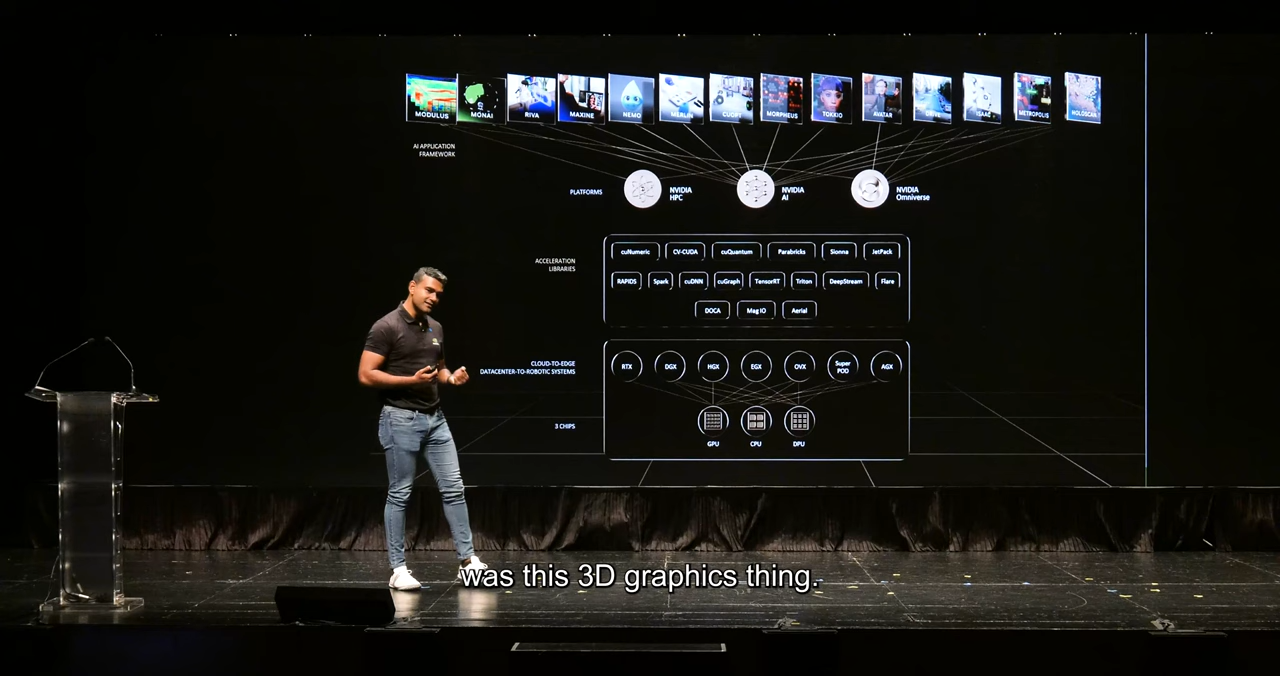 MODULUS
MONAI
RIVA
MAXINE
NEMO
MERLIN
CUOPT
MORPHEUS
TOKKIO
AVATAR
DRIVE
ISAAC
METROPOLIS
HOLOSCAN
AI APPLICATION
FRAMEWORK
PLATFORMS
NVIDIA
HPC
NVIDIA
AI
NVIDIA
Omniverse
ACCELERATION
LIBRARIES
cuNumeric CV-CUDA cuQuantum Parabricks Sionna JetPack
RAPIDS Spark cuDNN cuGraph TensorRT Triton DeepStream Flare
DOCA Mag IO Aerial
CLOUD-TO-EDGE
DATACENTER-TO-ROBOTIC SYSTEMS
RTX DGX HGX EGX OVX Super POD AGX
3 CHIPS
GPU CPU DPU
was this 3D graphics thing.